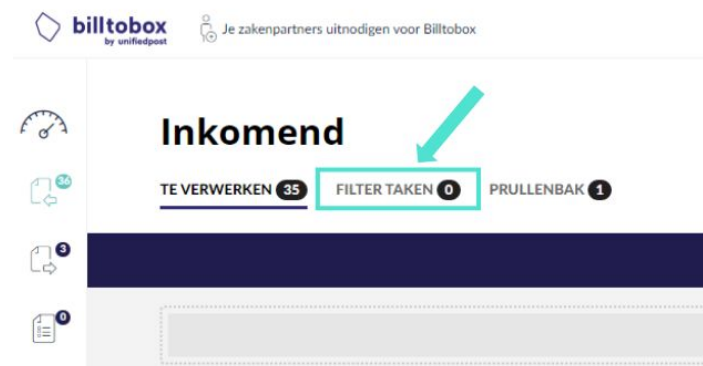 billtobox
by unifiedpost
Je zakenpartners uitnodigen voor Billtobox
Inkomend
36
TE VERWERKEN 35 FILTER TAKEN 0 PRULLENBAK 1
3
0